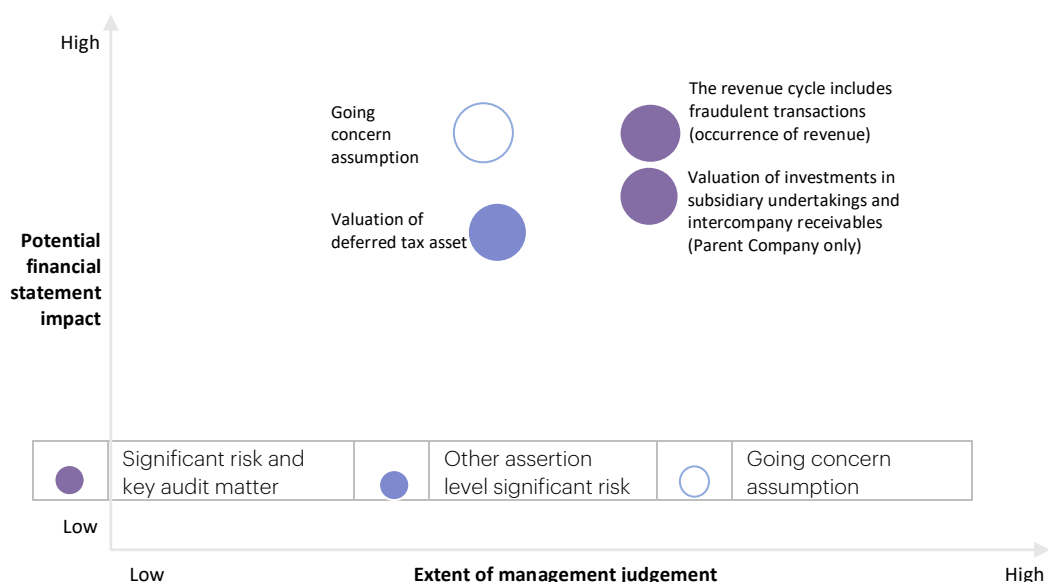 High
The revenue cycle includes
fraudulent transactions
(occurrence of revenue)
Going
concern
assumption
Valuation of investments in
subsidiary undertakings and
intercompany receivables
(Parent Company only)
Valuation of
deferred tax asset
Potential
financial
statement
impact
Significant risk and
key audit matter
Other assertion
level significant risk
Going concern
assumption
Low
Low
Extent of management judgement
High